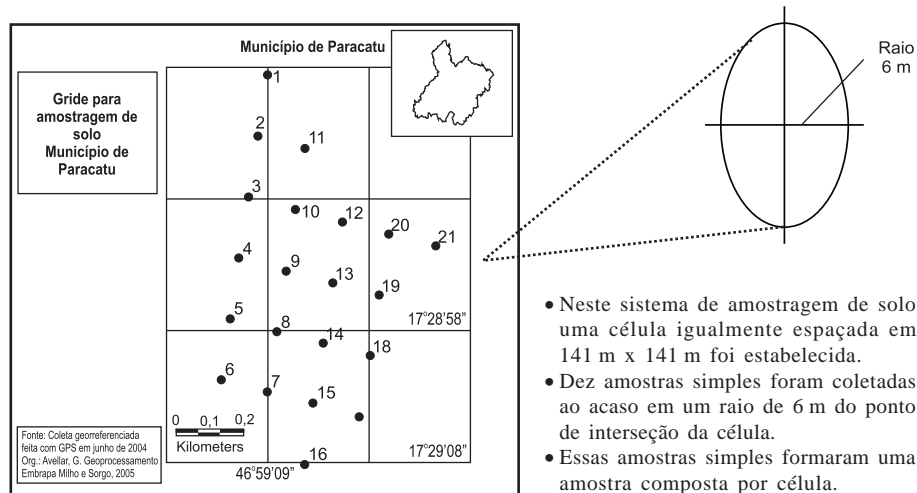 Município de Paracatu
Gride para
amostragem de
solo
Município de
Paracatu
1
2
11
3
10
12
20
21
4
9
13
19
5
8
17°28'58"
14
18
6
7
15
0 0,1 0,2
Kilometers
16
17°29'08"
46°59'09"
Fonte: Coleta georreferenciada
feita com GPS em junho de 2004
Org.: Avellar, G. Geoprocessamento
Embrapa Milho e Sorgo, 2005
Raio
6 m
• Neste sistema de amostragem de solo
uma célula igualmente espaçada em
141 m x 141 m foi estabelecida.
• Dez amostras simples foram coletadas
ao acaso em um raio de 6 m do ponto
de interseção da célula.
• Essas amostras simples formaram uma
amostra composta por célula.